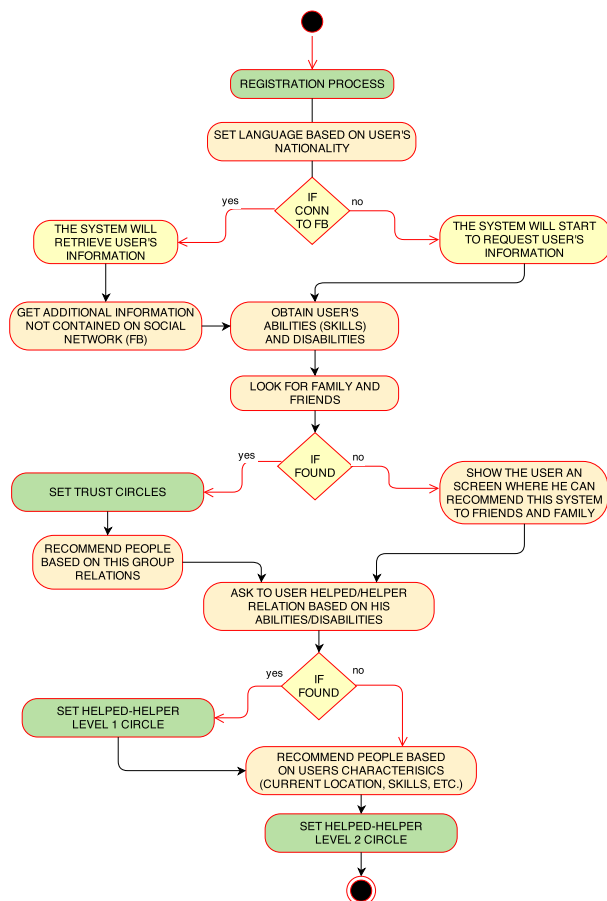 REGISTRATION PROCESS
SET LANGUAGE BASED ON USER'S
NATIONALITY
IF
CONN
TO FB
yes
no
THE SYSTEM WILL
RETRIEVE USER'S
INFORMATION
THE SYSTEM WILL START
TO REQUEST USER'S
INFORMATION
GET ADDITIONAL INFORMATION
NOT CONTAINED ON SOCIAL
NETWORK (FB)
OBTAIN USER'S
ABILITIES (SKILLS)
AND DISABILITIES
LOOK FOR FAMILY AND
FRIENDS
IF
FOUND
yes
no
SET TRUST CIRCLES
SHOW THE USER AN
SCREEN WHERE HE CAN
RECOMMEND THIS SYSTEM
TO FRIENDS AND FAMILY
RECOMMEND PEOPLE
BASED ON THIS GROUP
RELATIONS
ASK TO USER HELPED/HELPER
RELATION BASED ON HIS
ABILITIES/DISABILITIES
IF
FOUND
yes
no
SET HELPED-HELPER
LEVEL 1 CIRCLE
RECOMMEND PEOPLE BASED
ON USERS CHARACTERISICS
(CURRENT LOCATION, SKILLS, ETC.)
SET HELPED-HELPER
LEVEL 2 CIRCLE